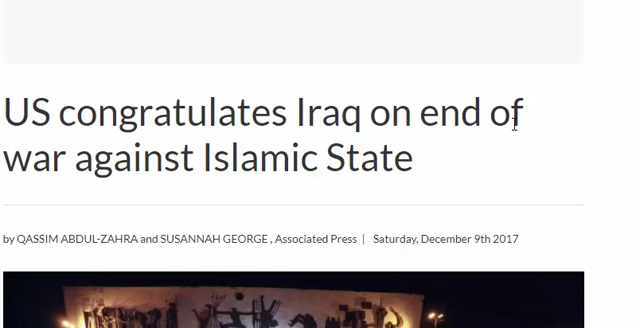 US congratulates Iraq on end of
war against Islamic State
by QASSIM ABDUL-ZAHRA and SUSANNAH GEORGE , Associated Press | Saturday, December 9th 2017